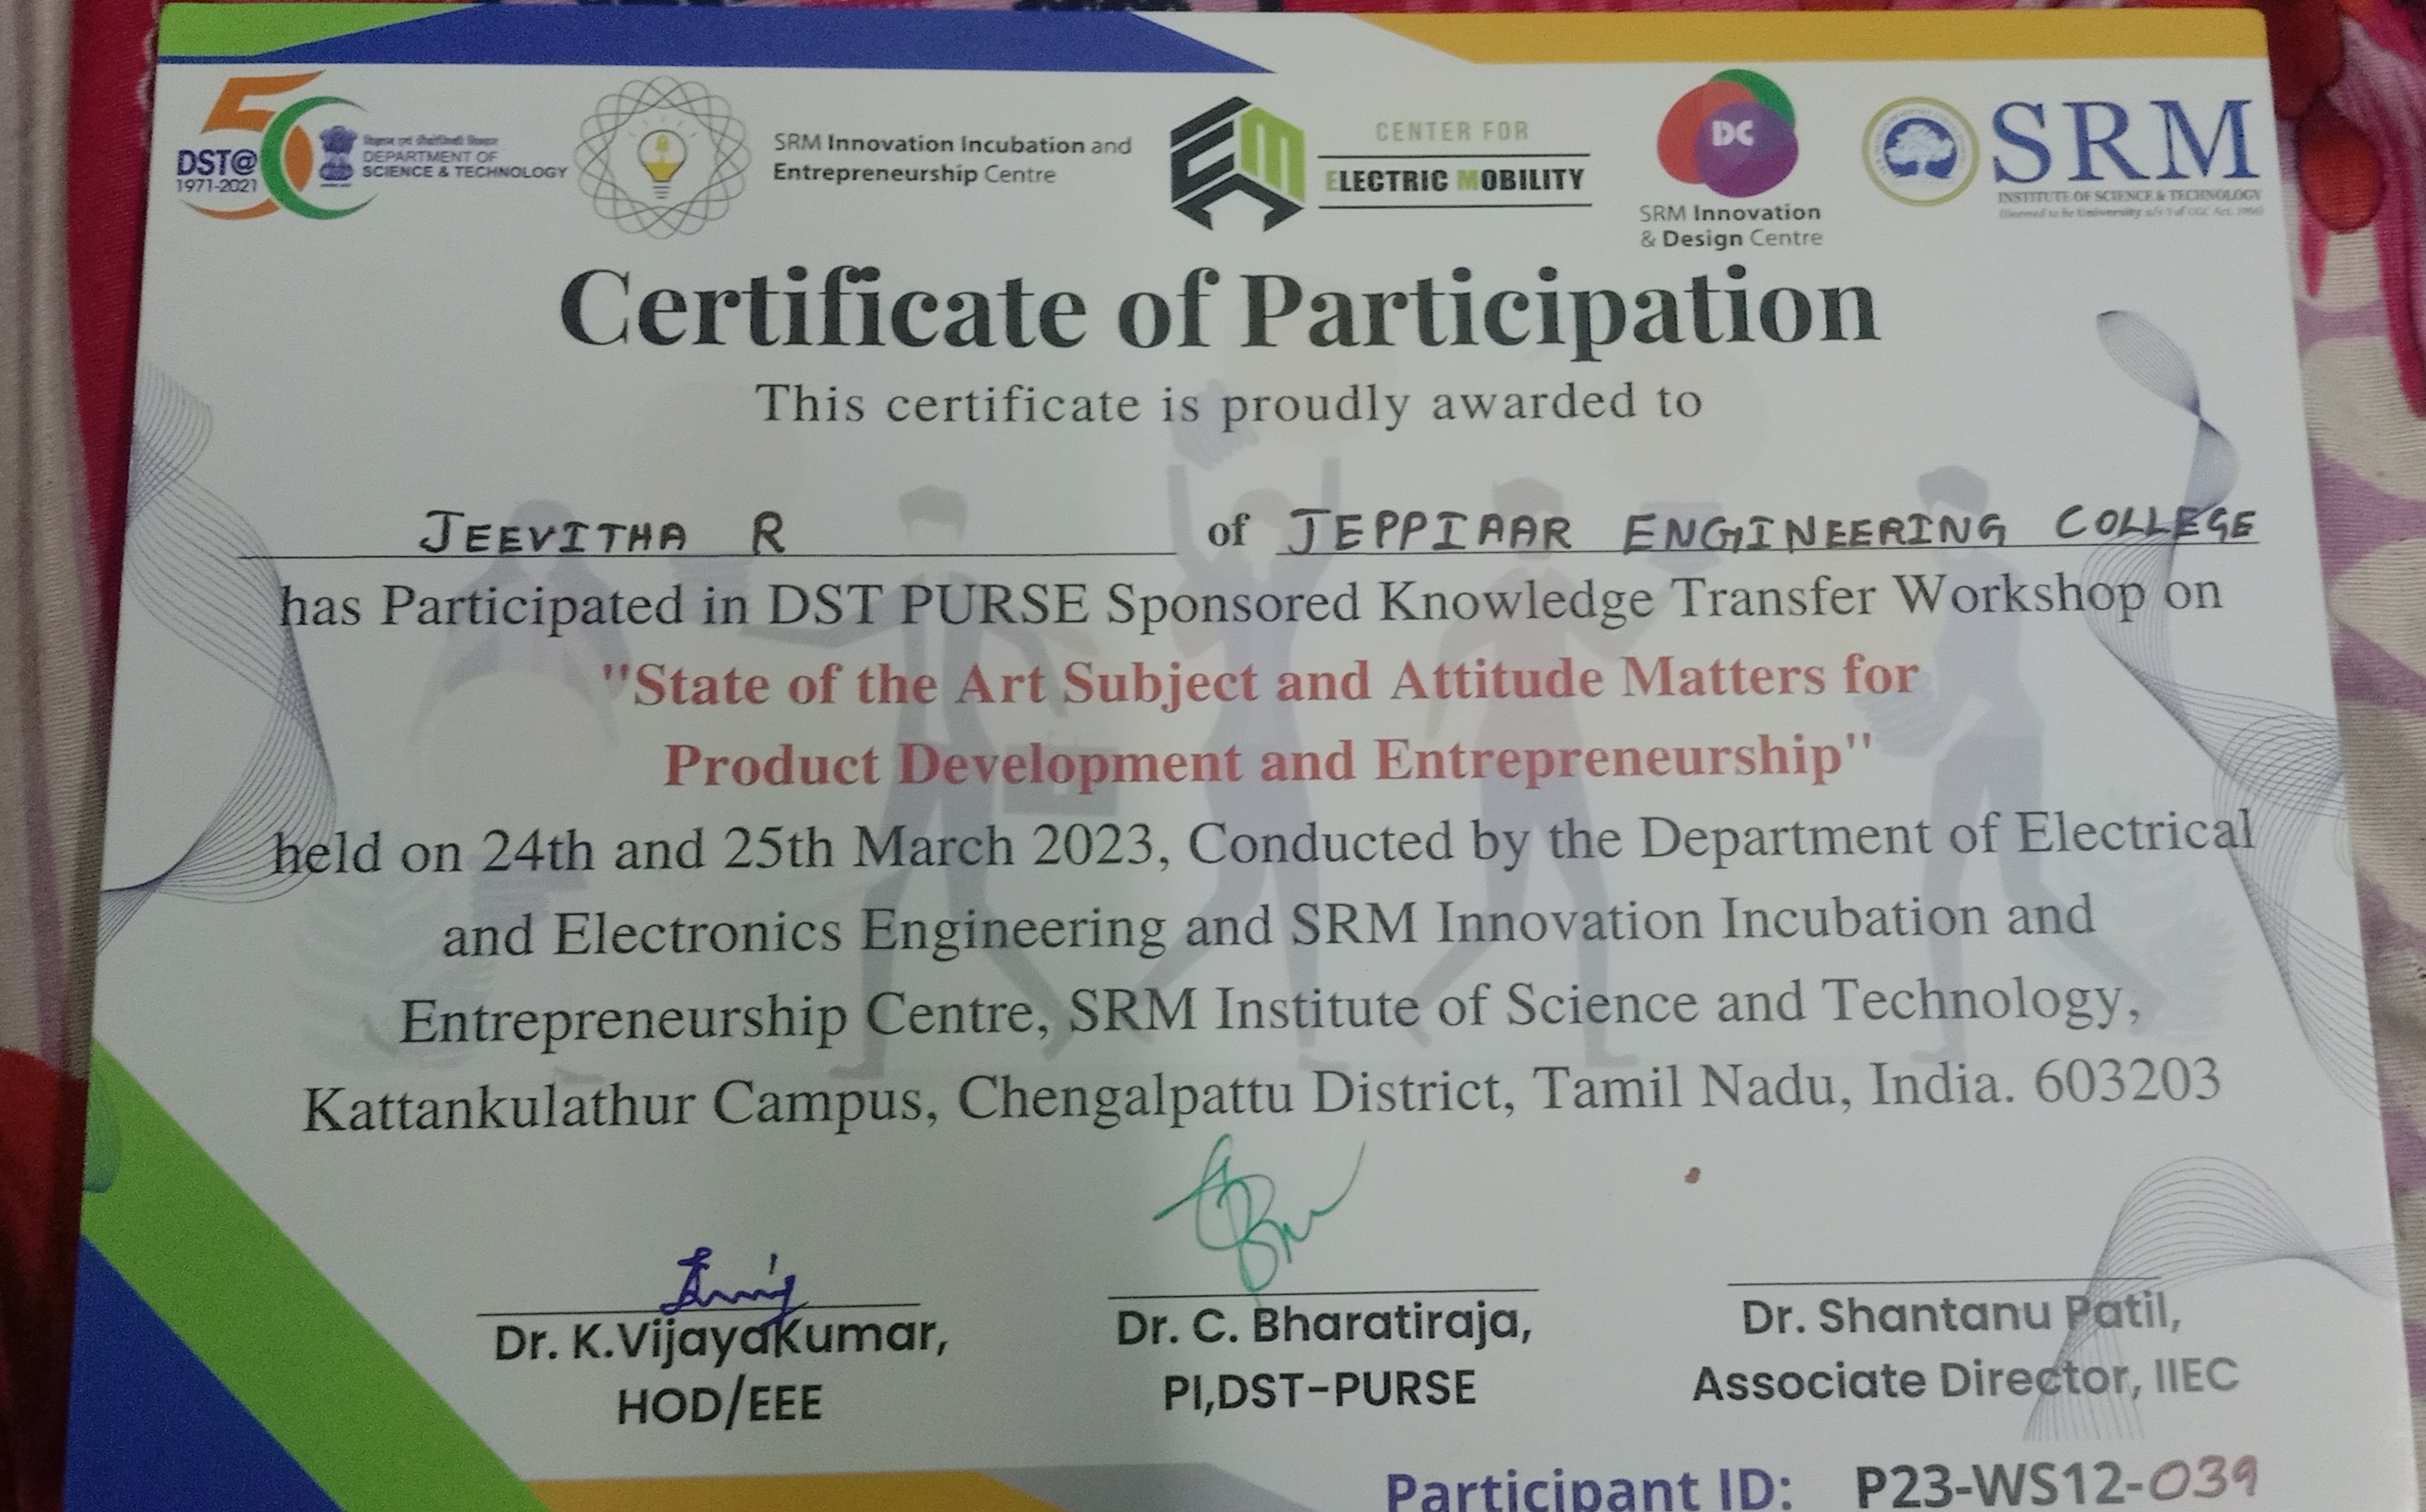 DST@
1971-2021
DEPARTMENT OF
SCIENCE & TECHNOLOGY
SRM Innovation Incubation and
Entrepreneurship Centre
CENTER FOR
ELECTRIC MOBILITY
DC
SRM Innovation
& Design Centre
SRM
INSTITUTE OF SCIENCE & TECHNOLOGY
(Deemed to be University u/s 3 of UGC Act, 1956)
Certificate of Participation
This certificate is proudly awarded to
JEEVITHA R of JEPPIAAR ENGINEERING COLLEGE
has Participated in DST PURSE Sponsored Knowledge Transfer Workshop on
"State of the Art Subject and Attitude Matters for
Product Development and Entrepreneurship"
held on 24th and 25th March 2023, Conducted by the Department of Electrical
and Electronics Engineering and SRM Innovation Incubation and
Entrepreneurship Centre, SRM Institute of Science and Technology,
Kattankulathur Campus, Chengalpattu District, Tamil Nadu, India. 603203
Dr. K.VijayaKumar,
HOD/EEE
Dr. C. Bharatiraja,
PI,DST-PURSE
Dr. Shantanu Patil,
Associate Director, IIEC
Participant ID: P23-WS12-039